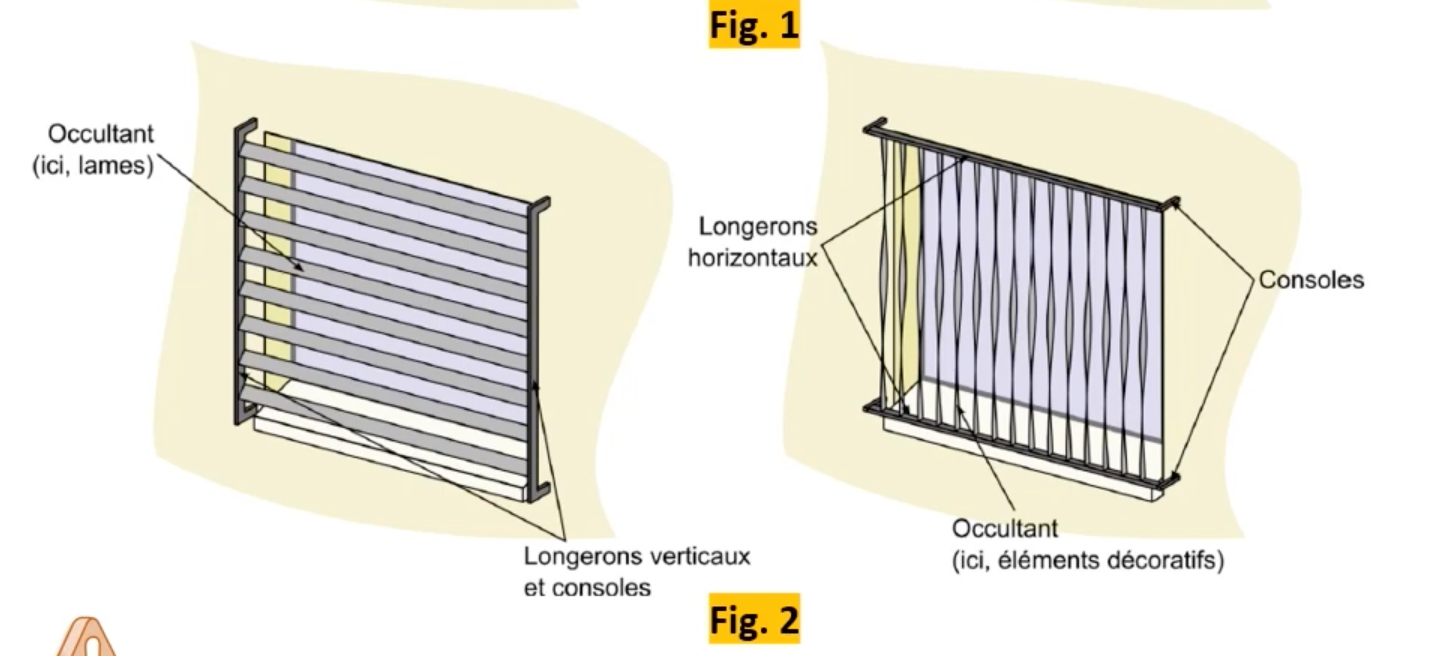 Fig. 1
Occultant
(ici, lames)
Longerons verticaux
et consoles
Longerons
horizontaux
Consoles
Occultant
(ici, éléments décoratifs)
Fig. 2